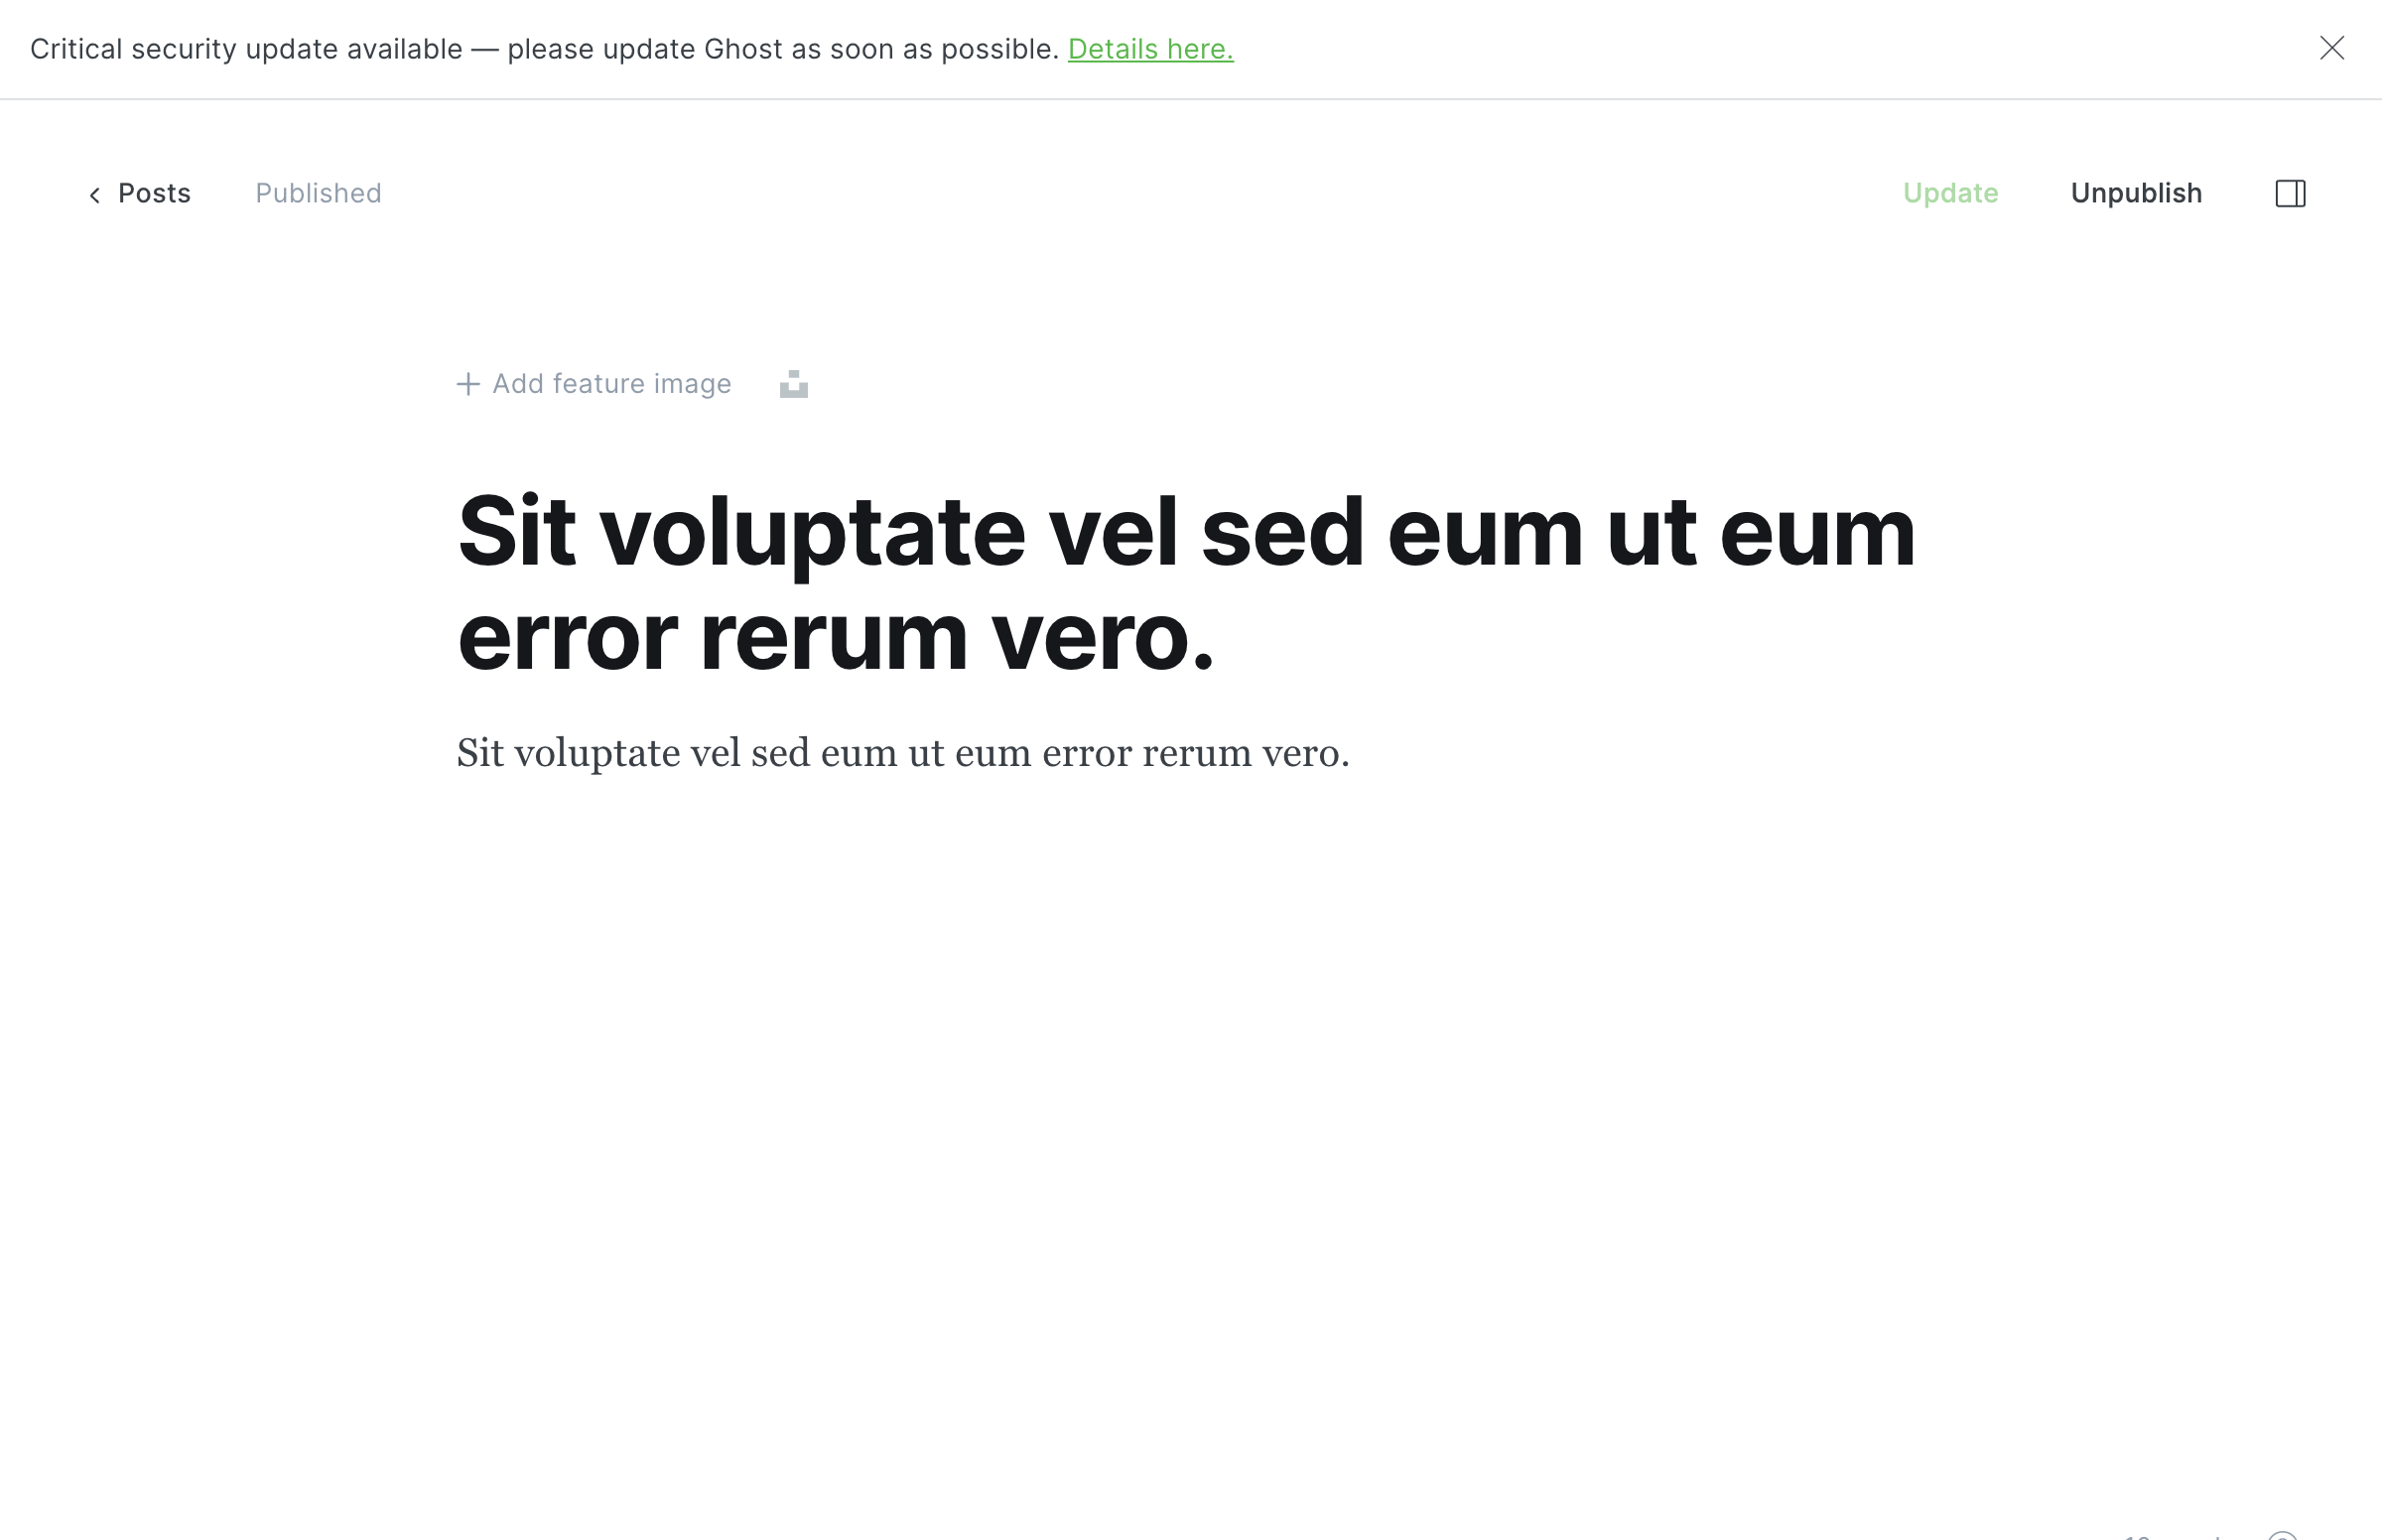 Critical security update available — please update Ghost as soon as possible. Details here.
Posts
Published
Update
Unpublish
Add feature image
Sit voluptate vel sed eum ut eum
error rerum vero.
Sit voluptate vel sed eum ut eum error rerum vero.